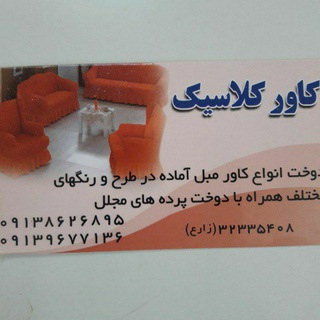 کاور کلاسیک
دوخت انواع کاور مبل آماده در طرح و رنگهای
مختلف همراه با دوخت پرده های مجلل
۰۹۱۳۸۶۲۶۸۹۵
۳۲۳۳۵۴۰۸ (زارع)
۰۹۱۳۹۶۷۷۱۳۶